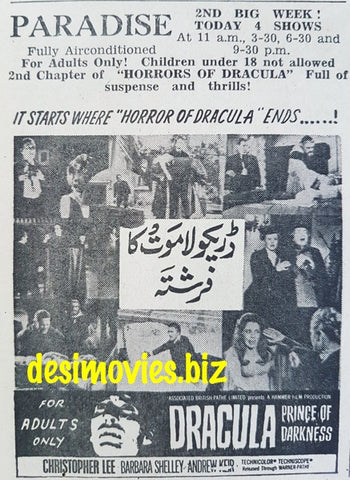 PARADISE
2ND BIG WEEK!
TODAY 4 SHOWS
At 11 a.m., 3-30, 6-30 and
9-30 p.m.
Fully Airconditioned
For Adults Only! Children under 18 not allowed
2nd Chapter of "HORRORS OF DRACULA" Full of
suspense and thrills!
IT STARTS WHERE "HORROR OF DRACULA" ENDS......!
ڈریکولا موت کا
فرشتہ
desimovies.biz
FOR
ADULTS
ONLY
ASSOCIATED BRITISH PATHE LIMITED presents A HAMMER FILM PRODUCTION
DRACULA
PRINCE OF
DARKNESS
CHRISTOPHER LEE BARBARA SHELLEY · ANDREW KEIR
TECHNICOLOR® TECHNISCOPE®
Released Through WARNER-PATHE